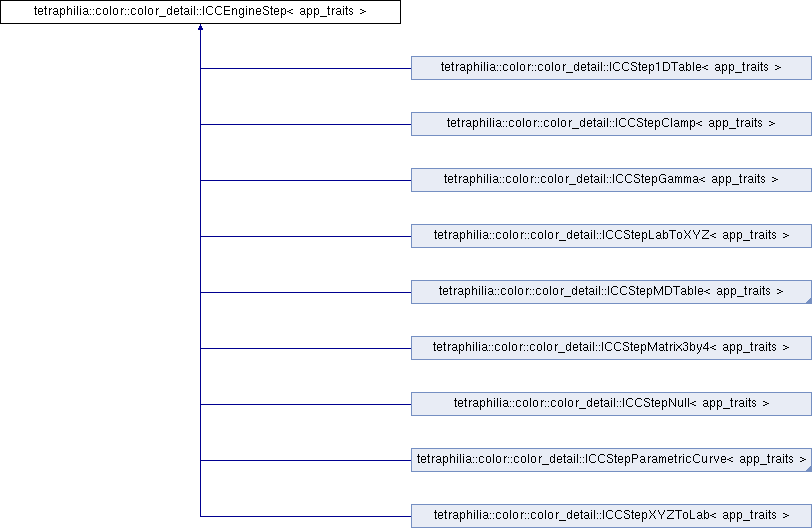 tetraphilia::color::color_detail::ICCEngineStep< app_traits >
tetraphilia::color::color_detail::ICCStep1DTable< app_traits >
tetraphilia::color::color_detail::ICCStepClamp< app_traits >
tetraphilia::color::color_detail::ICCStepGamma< app_traits >
tetraphilia::color::color_detail::ICCStepLabToXYZ< app_traits >
tetraphilia::color::color_detail::ICCStepMDTable< app_traits >
tetraphilia::color::color_detail::ICCStepMatrix3by4< app_traits >
tetraphilia::color::color_detail::ICCStepNull< app_traits >
tetraphilia::color::color_detail::ICCStepParametricCurve< app_traits >
tetraphilia::color::color_detail::ICCStepXYZToLab< app_traits >